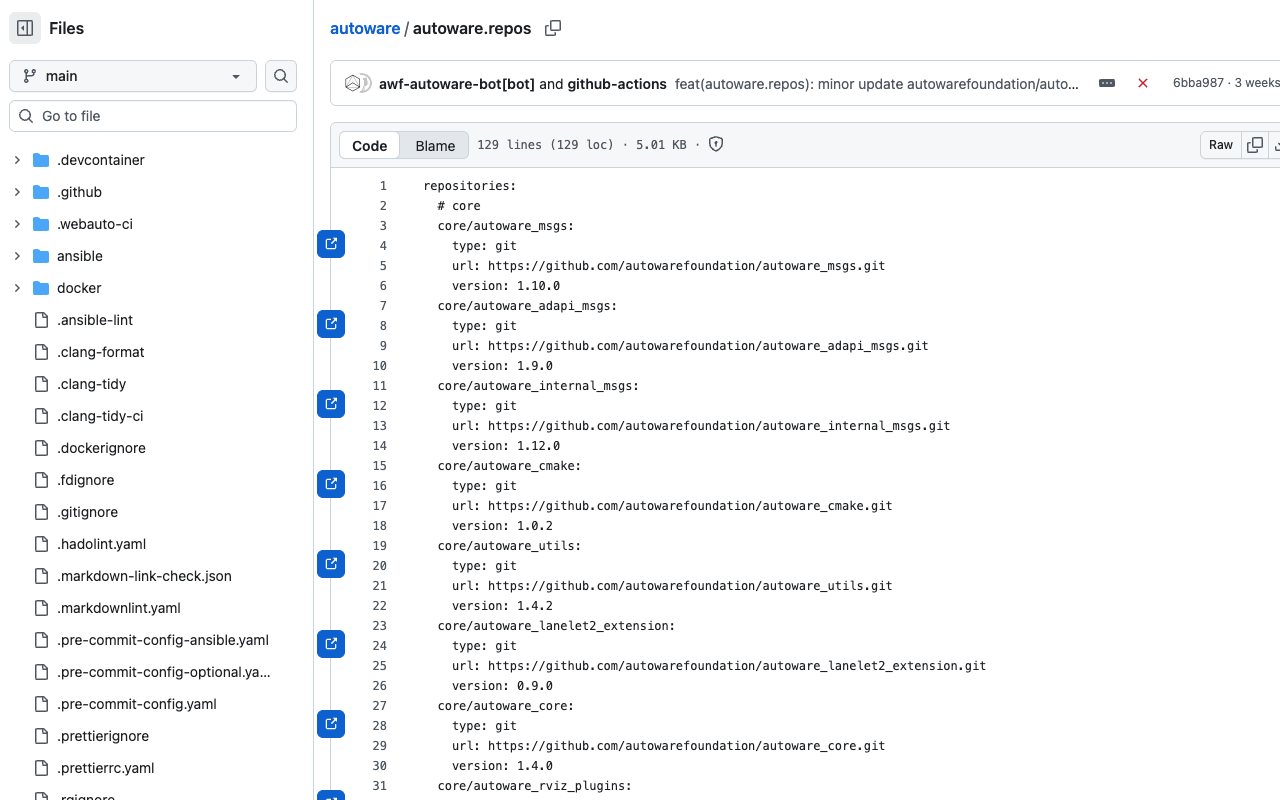 Files
main
Go to file
.devcontainer
.github
.webauto-ci
ansible
docker
.ansible-lint
.clang-format
.clang-tidy
.clang-tidy-ci
.dockerignore
.fdignore
.gitignore
.hadolint.yaml
.markdown-link-check.json
.markdownlint.yaml
.pre-commit-config-ansible.yaml
.pre-commit-config-optional.ya...
.pre-commit-config.yaml
.prettierignore
.prettierrc.yaml
.rgignore
autoware / autoware.repos
awf-autoware-bot[bot] and github-actions feat(autoware.repos): minor update autowarefoundation/auto... 6bba987 · 3 weeks
Code Blame 129 lines (129 loc) · 5.01 KB · Raw
1 repositories:
2 # core
3 core/autoware_msgs:
4 type: git
5 url: https://github.com/autowarefoundation/autoware_msgs.git
6 version: 1.10.0
7 core/autoware_adapi_msgs:
8 type: git
9 url: https://github.com/autowarefoundation/autoware_adapi_msgs.git
10 version: 1.9.0
11 core/autoware_internal_msgs:
12 type: git
13 url: https://github.com/autowarefoundation/autoware_internal_msgs.git
14 version: 1.12.0
15 core/autoware_cmake:
16 type: git
17 url: https://github.com/autowarefoundation/autoware_cmake.git
18 version: 1.0.2
19 core/autoware_utils:
20 type: git
21 url: https://github.com/autowarefoundation/autoware_utils.git
22 version: 1.4.2
23 core/autoware_lanelet2_extension:
24 type: git
25 url: https://github.com/autowarefoundation/autoware_lanelet2_extension.git
26 version: 0.9.0
27 core/autoware_core:
28 type: git
29 url: https://github.com/autowarefoundation/autoware_core.git
30 version: 1.4.0
31 core/autoware_rviz_plugins: